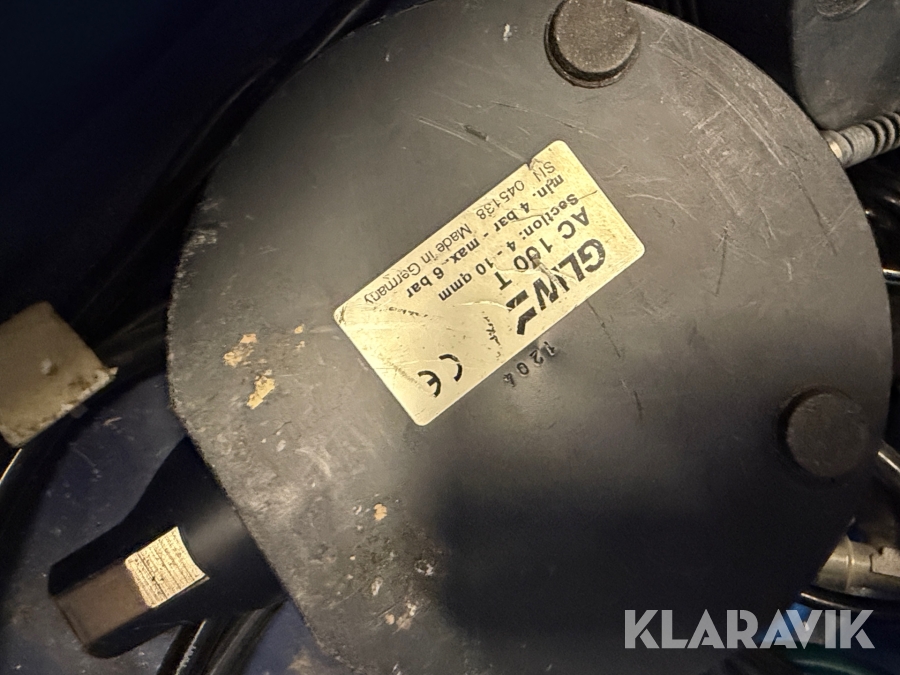 GLW
AC 100 T
Section: 4 - 10 qmm
min. 4 bar - max. 6 bar
SN 045138 Made in Germany
CE
1204
KLARAVIK